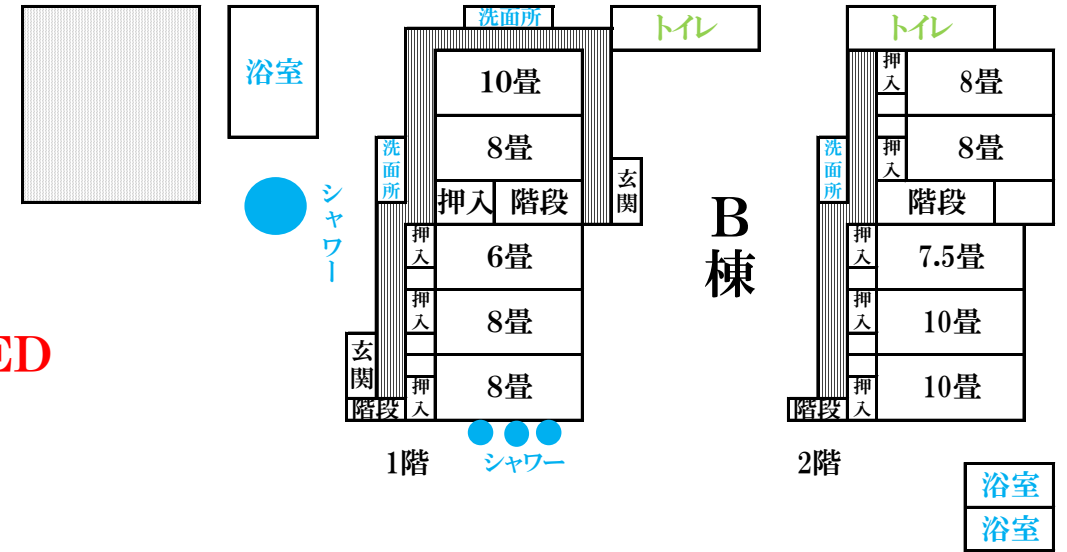 洗面所
トイレ
トイレ
浴室
10畳
押入
8畳
洗面所
8畳
洗面所
押入
8畳
シャワー
押入
階段
玄関
B棟
階段
押入
6畳
押入
7.5畳
押入
8畳
押入
10畳
ED
玄関
押入
8畳
押入
10畳
階段
階段
シャワー
1階
2階
浴室
浴室